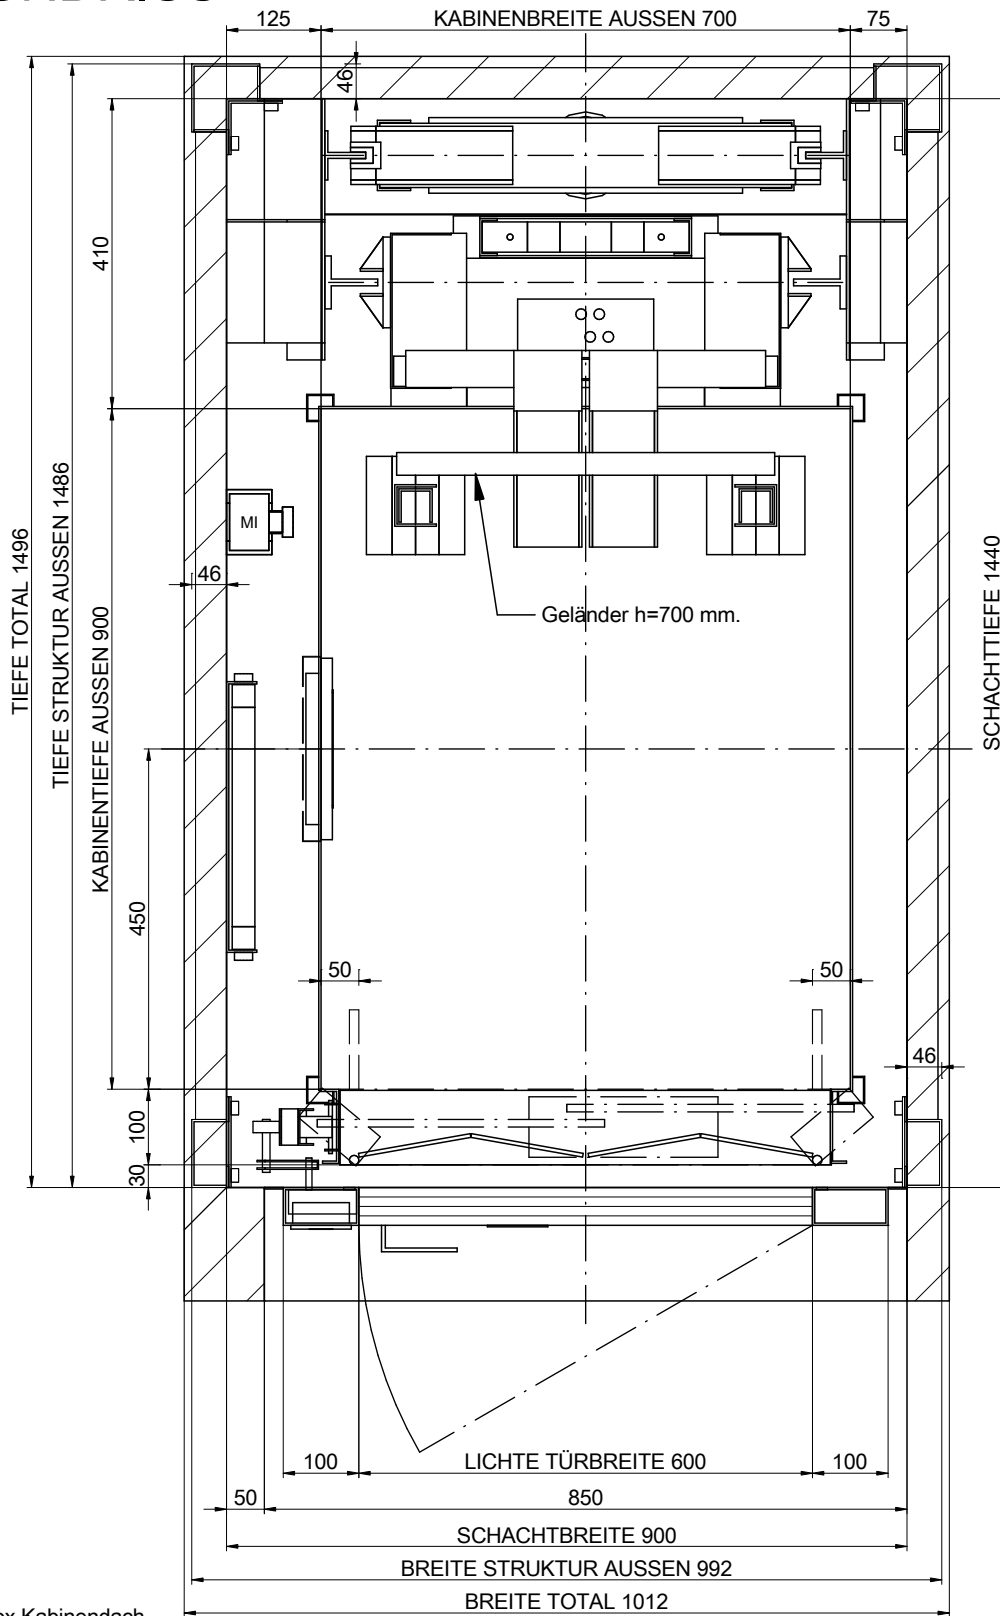 125
KABINENBREITE AUSSEN 700
75
46
410
TIEFE TOTAL 1496
TIEFE STRUKTUR AUSSEN 1486
KABINENTIEFE AUSSEN 900
SCHACHTTIEFE 1440
MI
46
Geländer h=700 mm.
450
50
50
46
100
30
100
LICHTE TÜRBREITE 600
100
50
850
SCHACHTBREITE 900
BREITE STRUKTUR AUSSEN 992
BREITE TOTAL 1012
Kabinendach